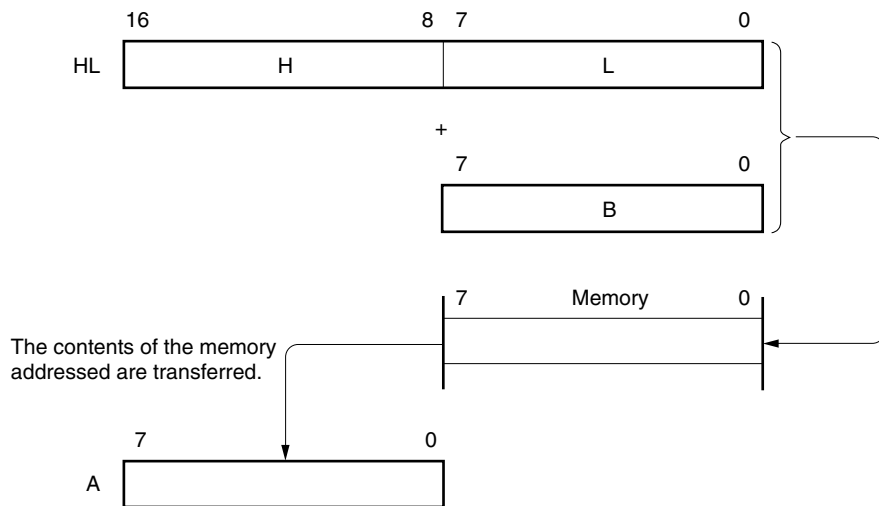 16 8 7 0
HL H L
+
7 0
B
7 Memory 0
The contents of the memory
addressed are transferred.
7 0
A